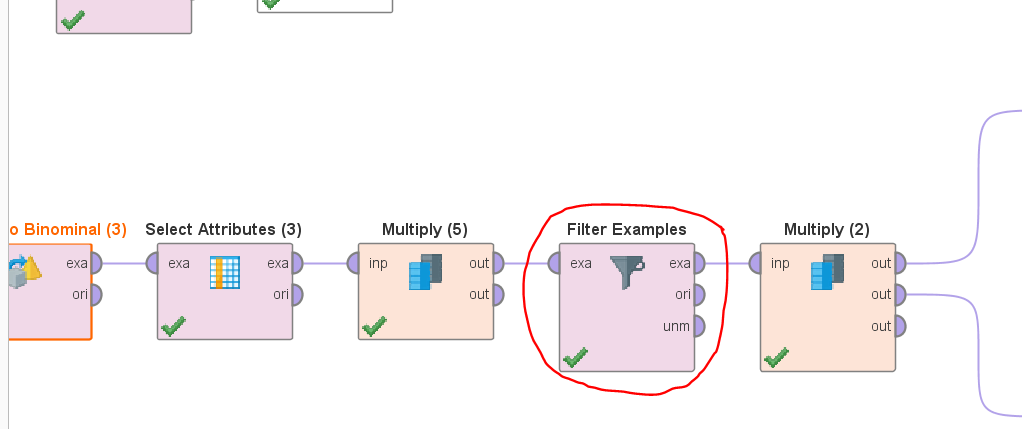 o Binominal (3)
Select Attributes (3)
Multiply (5)
Filter Examples
Multiply (2)
exa
exa
exa
inp
out
exa
exa
inp
out
ori
ori
out
ori
out
unm
out